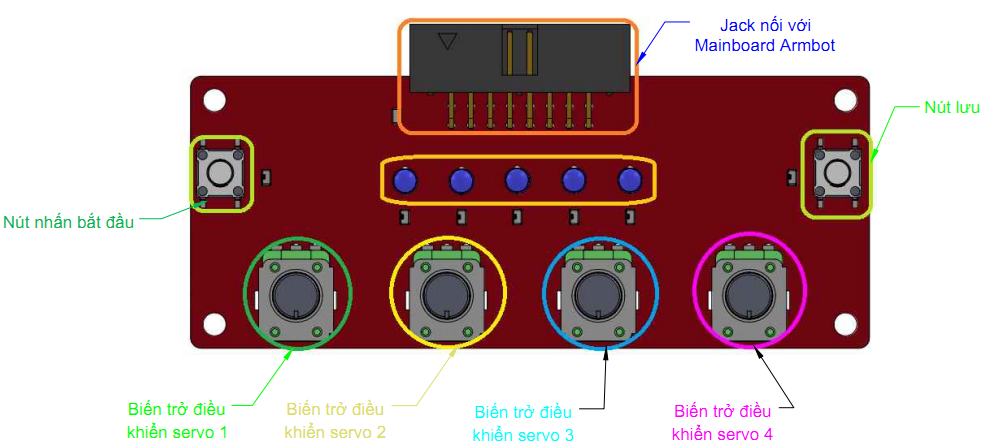 Jack nối với
Mainboard Armbot
Nút lưu
Nút nhấn bắt đầu
Biến trở điều
khiển servo 1
Biến trở điều
khiển servo 2
Biến trở điều
khiển servo 3
Biến trở điều
khiển servo 4